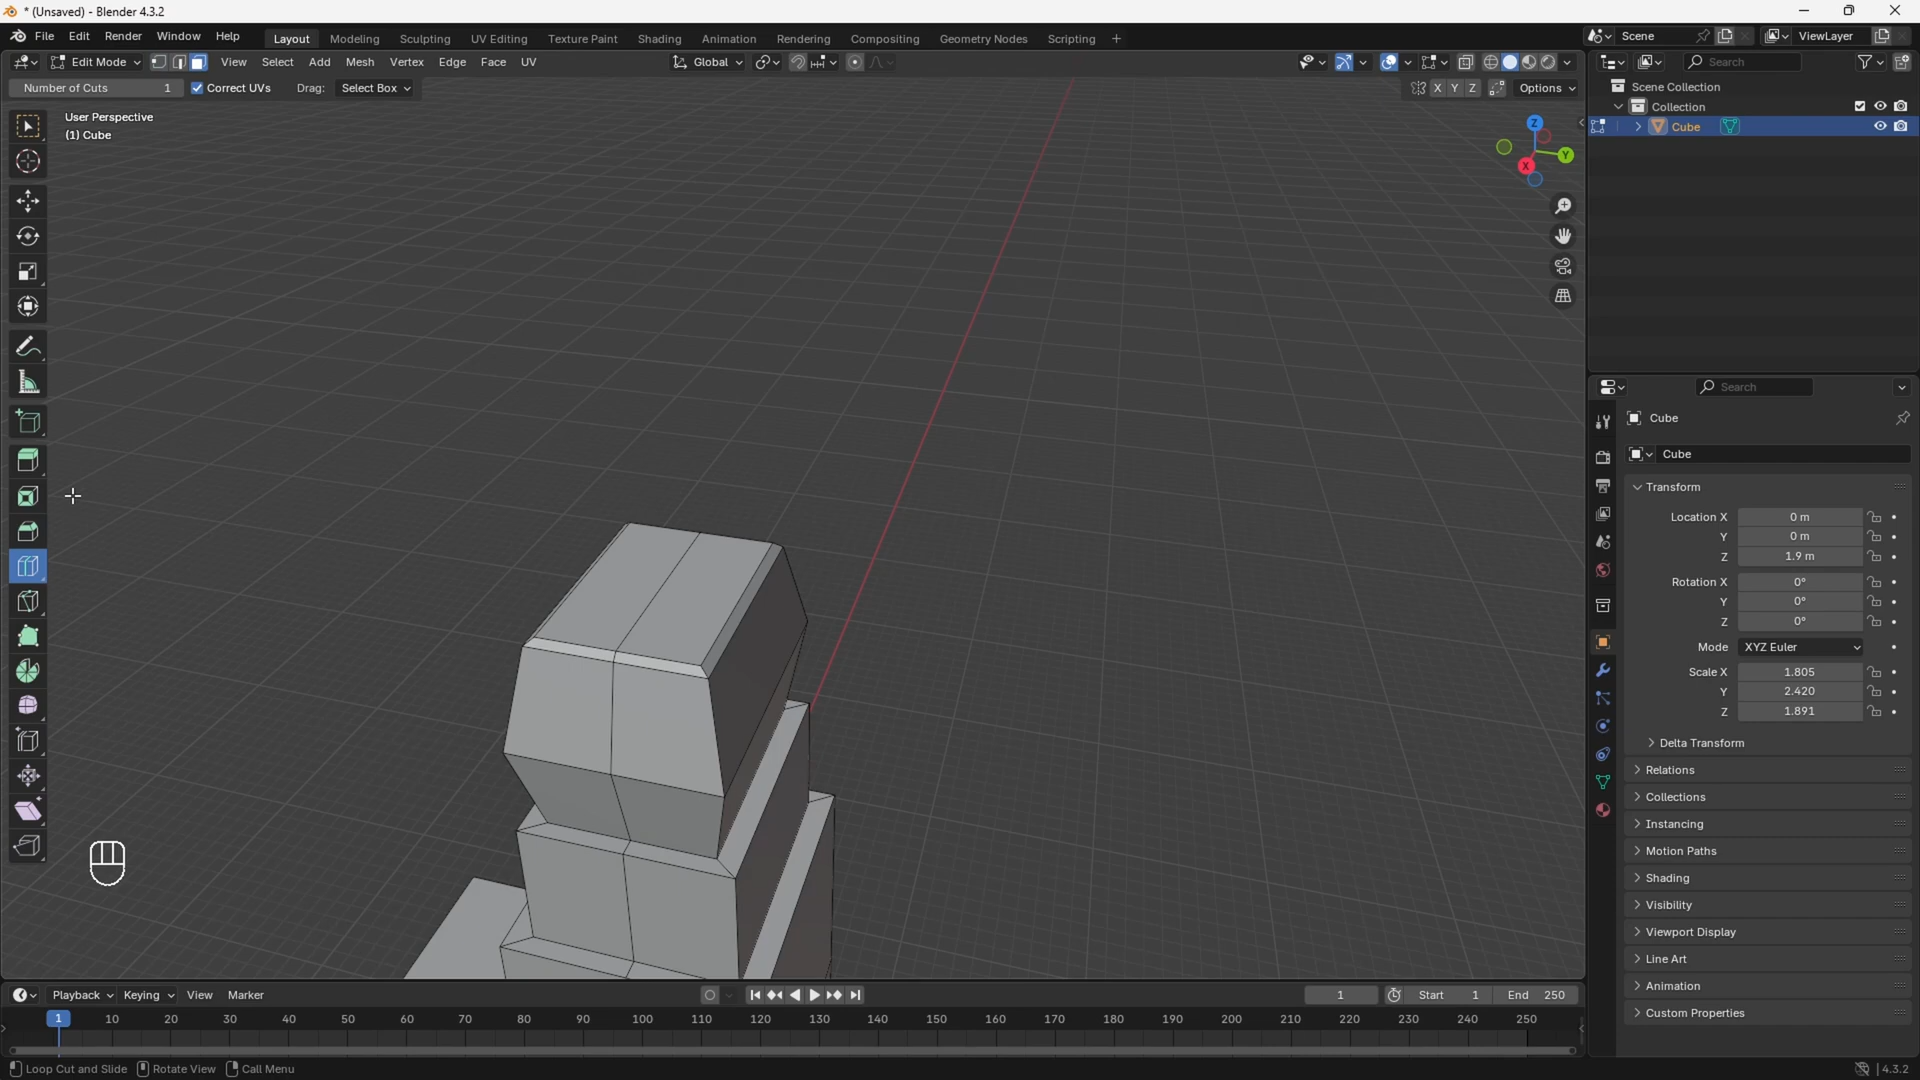 * (Unsaved) - Blender 4.3.2
File Edit Render Window Help Layout Modeling Sculpting UV Editing Texture Paint Shading Animation Rendering Compositing Geometry Nodes Scripting + Scene ViewLayer
Edit Mode View Select Add Mesh Vertex Edge Face UV Global Search
Number of Cuts 1 Correct UVs Drag: Select Box X Y Z Options
Scene Collection
Collection
Cube
User Perspective
(1) Cube
Z
Y
X
Search
Cube
Cube
Transform
Location X 0 m
Y 0 m
Z 1.9 m
Rotation X 0°
Y 0°
Z 0°
Mode XYZ Euler
Scale X 1.805
Y 2.420
Z 1.891
Delta Transform
Relations
Collections
Instancing
Motion Paths
Shading
Visibility
Viewport Display
Line Art
Animation
Custom Properties
Playback Keying View Marker 1 Start 1 End 250
1 10 20 30 40 50 60 70 80 90 100 110 120 130 140 150 160 170 180 190 200 210 220 230 240 250
Loop Cut and Slide Rotate View Call Menu 4.3.2